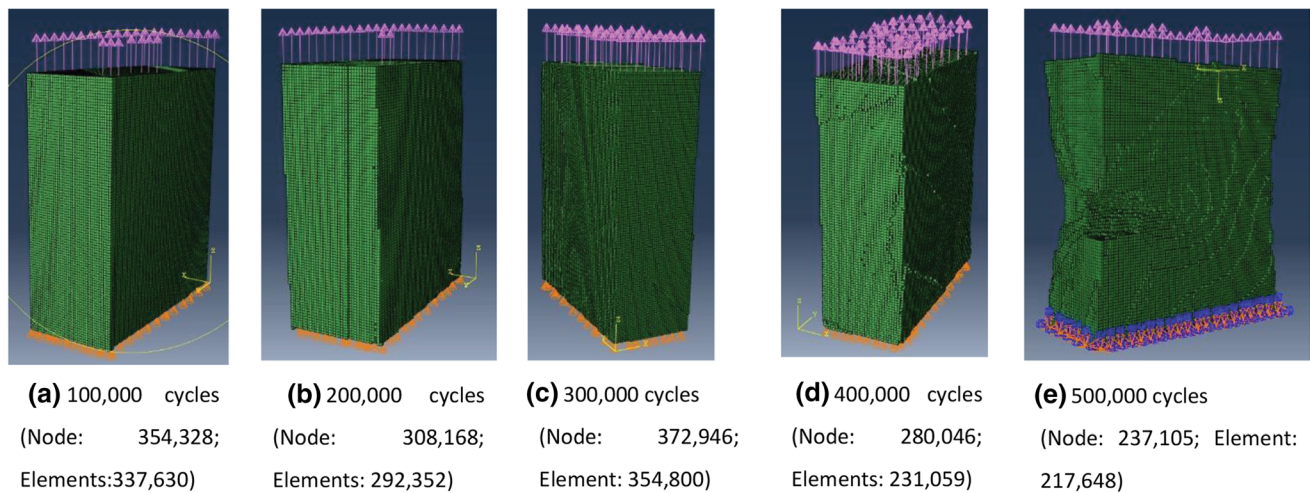 (a) 100,000 cycles
(Node: 354,328;
Elements:337,630)
(b) 200,000 cycles
(Node: 308,168;
Elements: 292,352)
(c) 300,000 cycles
(Node: 372,946;
Element: 354,800)
(d) 400,000 cycles
(Node: 280,046;
Element: 231,059)
(e) 500,000 cycles
(Node: 237,105; Element:
217,648)